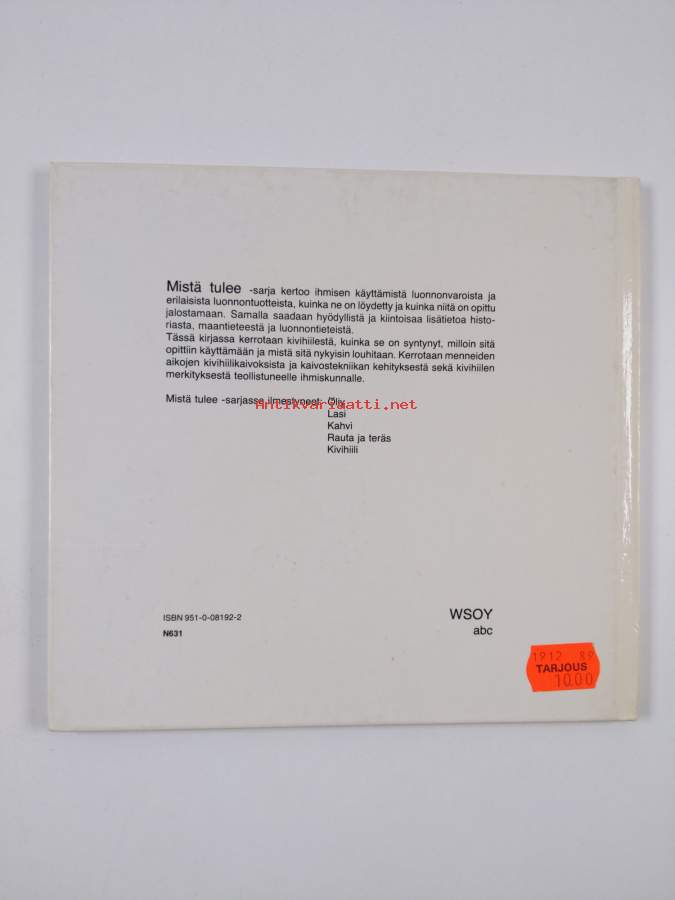 Mistä tulee -sarja kertoo ihmisen käyttämistä luonnonvaroista ja
erilaisista luonnontuotteista, kuinka ne on löydetty ja kuinka niitä on opittu
jalostamaan. Samalla saadaan hyödyllistä ja kiintoisaa lisätietoa histo-
riasta, maantieteestä ja luonnontieteistä.
Tässä kirjassa kerrotaan kivihiilestä, kuinka se on syntynyt, milloin sitä
opittiin käyttämään ja mistä sitä nykyisin louhitaan. Kerrotaan menneiden
aikojen kivihiilikaivoksista ja kaivostekniikan kehityksestä sekä kivihiilen
merkityksestä teollistuneelle ihmiskunnalle.
Mistä tulee -sarjassa ilmestyneet: Öljy
Antikvariaatti.net
Lasi
Kahvi
Rauta ja teräs
Kivihiili
ISBN 951-0-08192-2
N631
WSOY
abc
1912 89
TARJOUS
10.00